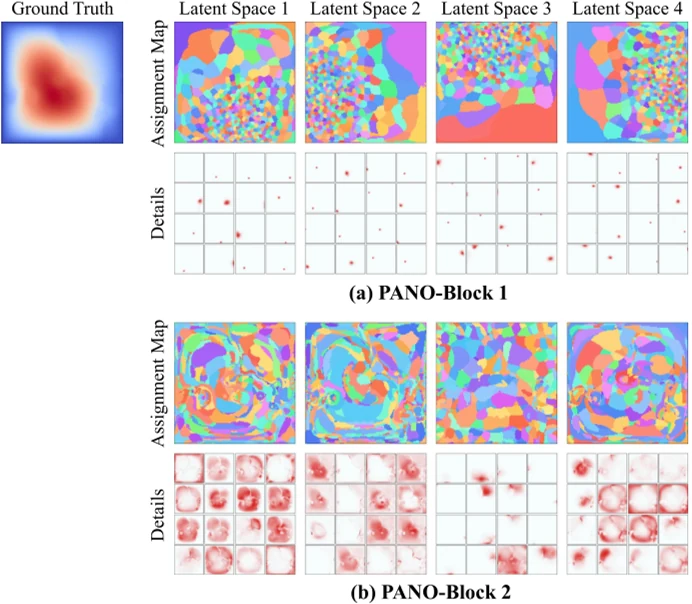 Ground Truth
Latent Space 1
Latent Space 2
Latent Space 3
Latent Space 4
Assignment Map
Details
(a) PANO-Block 1
Assignment Map
Details
(b) PANO-Block 2